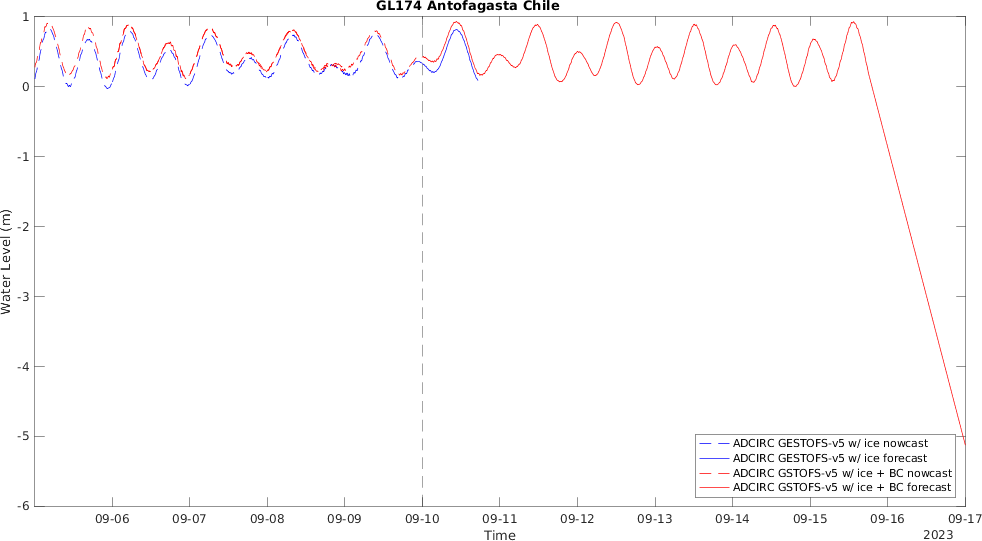 GL174 Antofagasta Chile
Water Level (m)
1
0
-1
-2
-3
-4
-5
-6
ADCIRC GESTOFS-v5 w/ ice nowcast
ADCIRC GESTOFS-v5 w/ ice forecast
ADCIRC GSTOFS-v5 w/ ice + BC nowcast
ADCIRC GSTOFS-v5 w/ ice + BC forecast
09-06 09-07 09-08 09-09 09-10 09-11 09-12 09-13 09-14 09-15 09-16 09-17
Time
2023